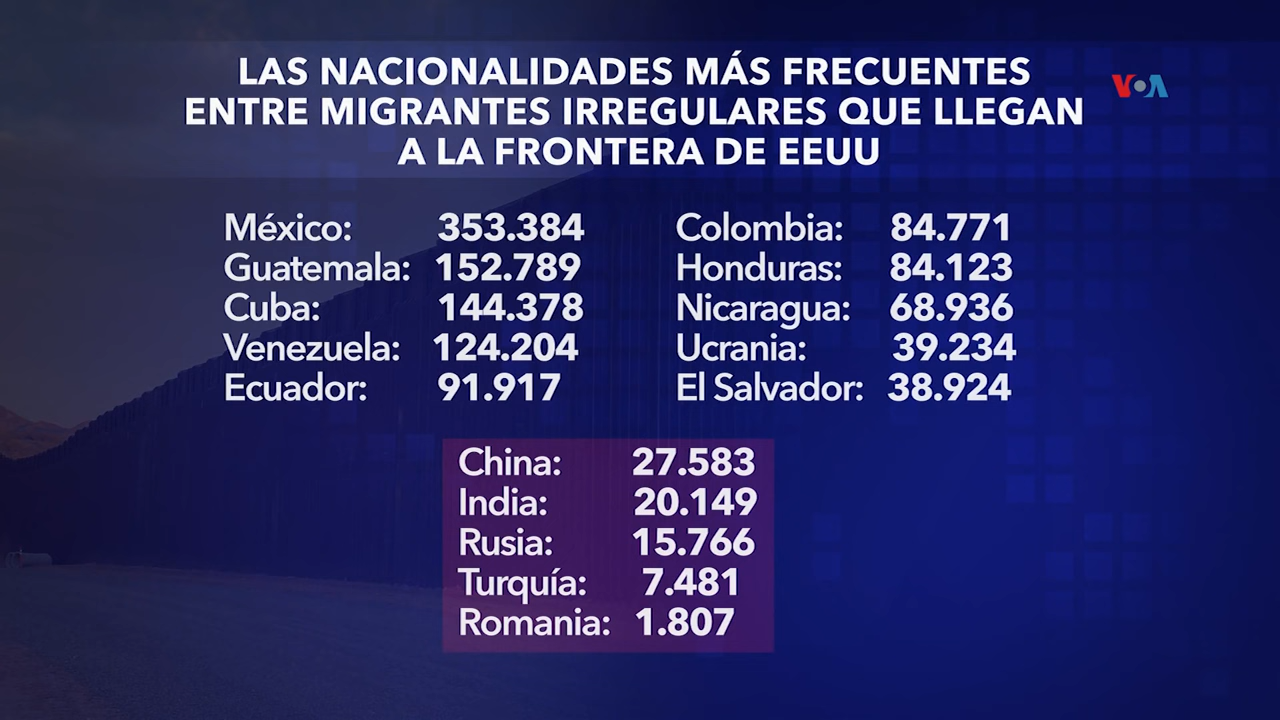 LAS NACIONALIDADES MÁS FRECUENTES
ENTRE MIGRANTES IRREGULARES QUE LLEGAN
A LA FRONTERA DE EEUU
VOA
México: 353.384
Guatemala: 152.789
Cuba: 144.378
Venezuela: 124.204
Ecuador: 91.917
Colombia: 84.771
Honduras: 84.123
Nicaragua: 68.936
Ucrania: 39.234
El Salvador: 38.924
China: 27.583
India: 20.149
Rusia: 15.766
Turquía: 7.481
Romania: 1.807